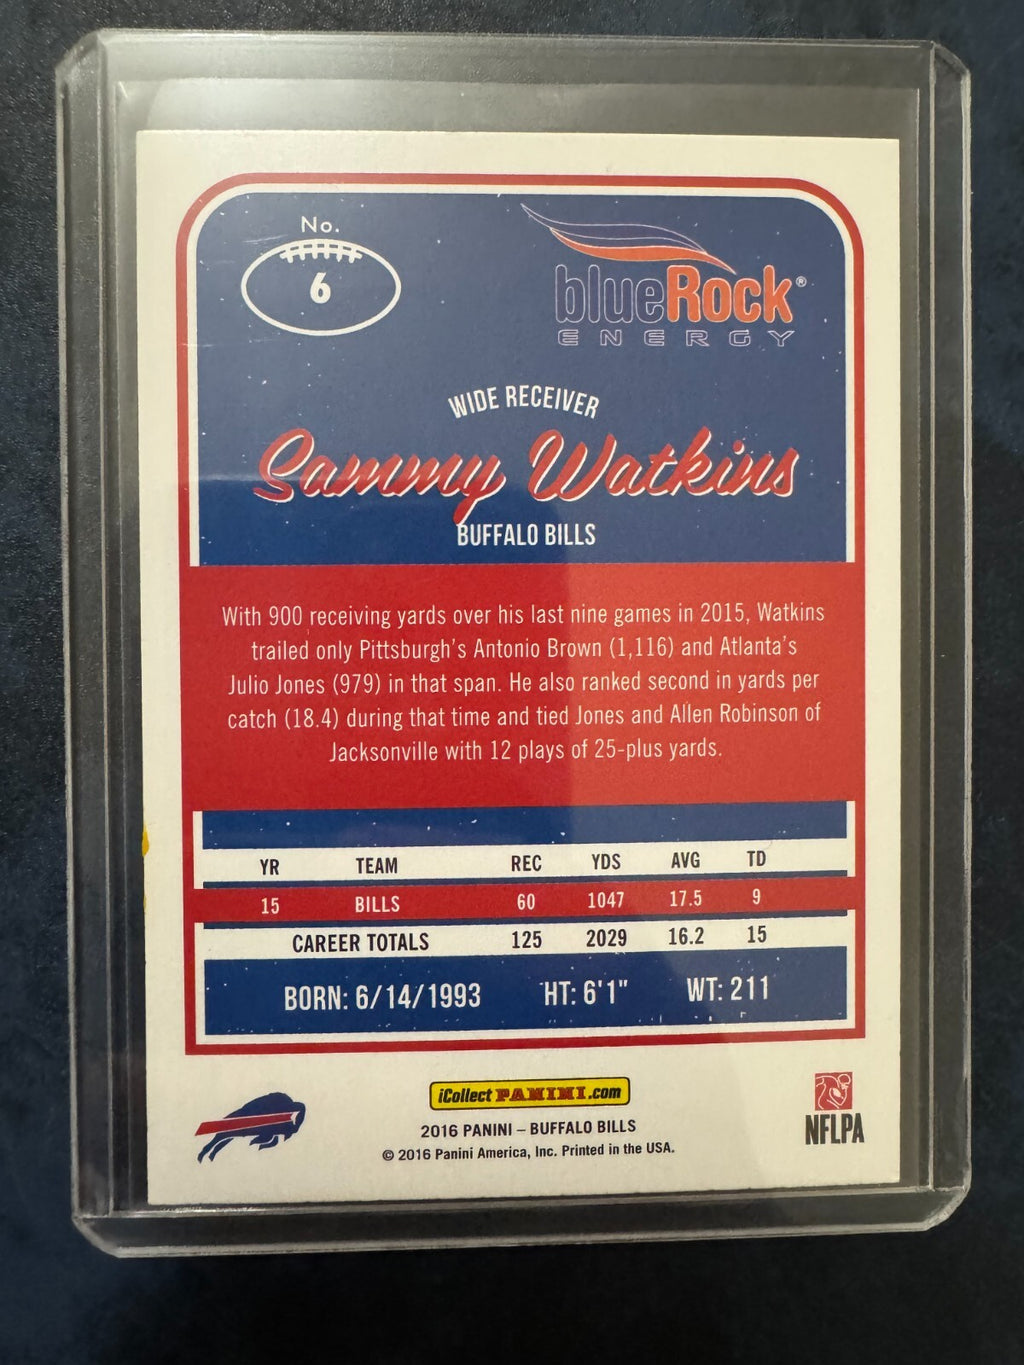 No.
6
blueRock®
ENERGY
WIDE RECEIVER
Sammy Watkins
BUFFALO BILLS
With 900 receiving yards over his last nine games in 2015, Watkins
trailed only Pittsburgh's Antonio Brown (1,116) and Atlanta's
Julio Jones (979) in that span. He also ranked second in yards per
catch (18.4) during that time and tied Jones and Allen Robinson of
Jacksonville with 12 plays of 25-plus yards.
YR TEAM REC YDS AVG TD
15 BILLS 60 1047 17.5 9
CAREER TOTALS 125 2029 16.2 15
BORN: 6/14/1993 HT: 6'1" WT: 211
iCollect PANINI.com
2016 PANINI – BUFFALO BILLS
© 2016 Panini America, Inc. Printed in the USA.
NFLPA